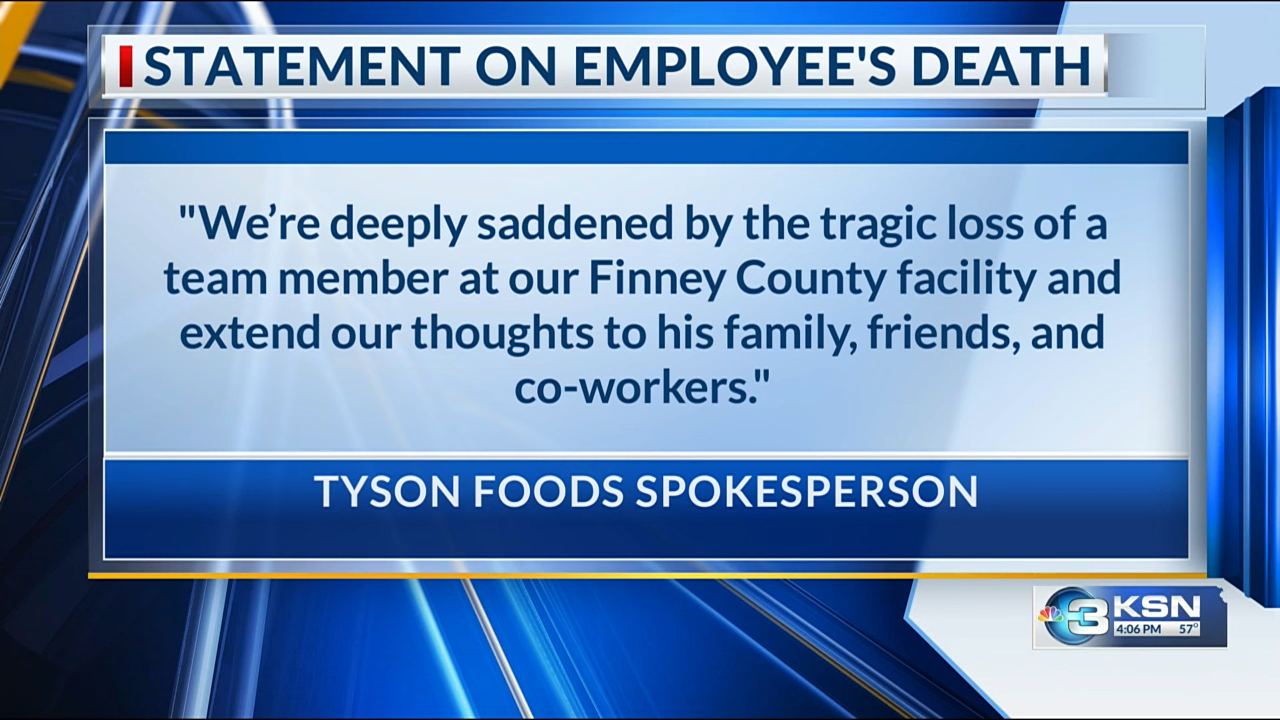 STATEMENT ON EMPLOYEE'S DEATH
"We’re deeply saddened by the tragic loss of a
team member at our Finney County facility and
extend our thoughts to his family, friends, and
co-workers."
TYSON FOODS SPOKESPERSON
3 KSN
4:06 PM 57°